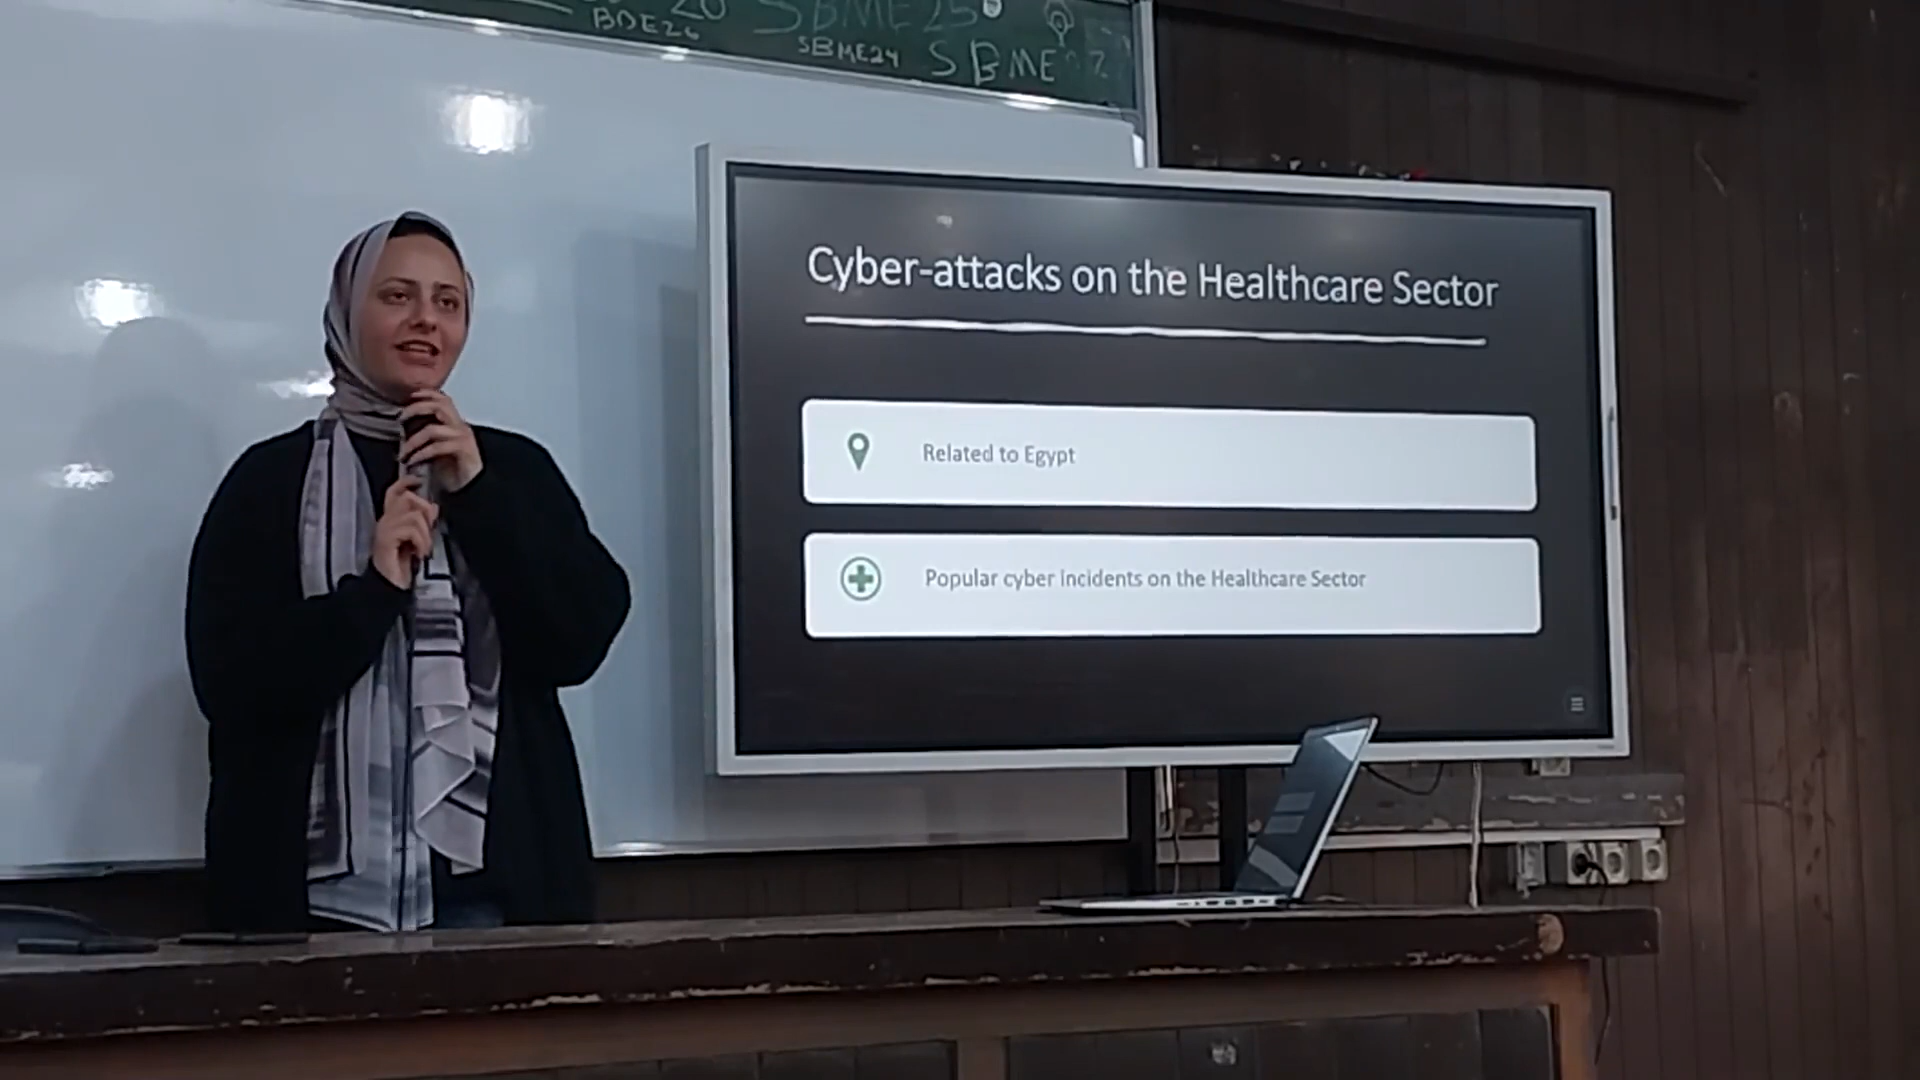 20
BDE26
SBME25
SBME24
SBME
Cyber-attacks on the Healthcare Sector
Related to Egypt
Popular cyber incidents on the Healthcare Sector